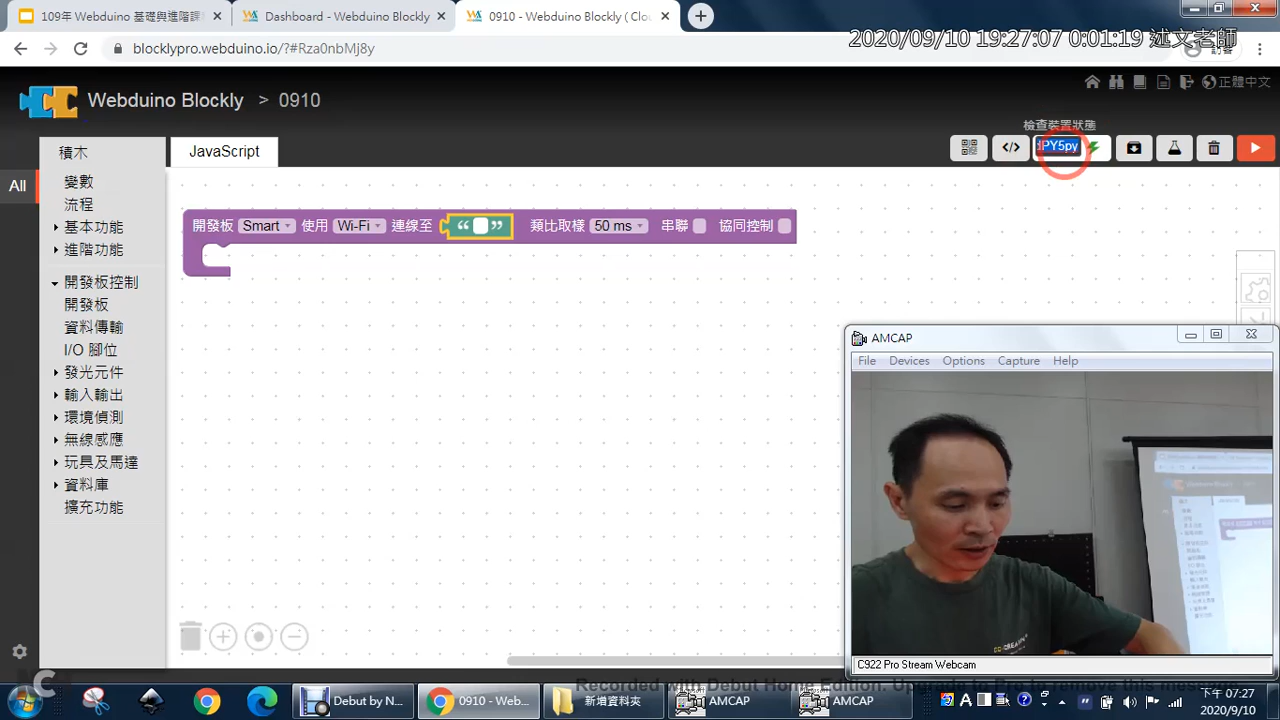 109年 Webduino 基礎與進階課
Dashboard - Webduino Blockly
0910 - Webduino Blockly ( Clou
blocklypro.webduino.io/?#Rza0nbMj8y
2020/09/10 19:27:07 0:01:19 述文老師
訪客
Webduino Blockly > 0910
正體中文
檢查裝置狀態
All
積木
JavaScript
PY5py
變數
流程
基本功能
進階功能
開發板控制
開發板
資料傳輸
I/O 腳位
發光元件
輸入輸出
環境偵測
無線感應
玩具及馬達
資料庫
擴充功能
開發板 Smart 使用 Wi-Fi 連線至 “ ” 類比取樣 50 ms 串聯 協同控制
AMCAP
File Devices Options Capture Help
C922 Pro Stream Webcam
Recorded with Debut Home Edition. Upgrade to Pro to remove this message.
Debut by N...
0910 - Web...
新增資料夾
AMCAP
AMCAP
下午 07:27
2020/9/10